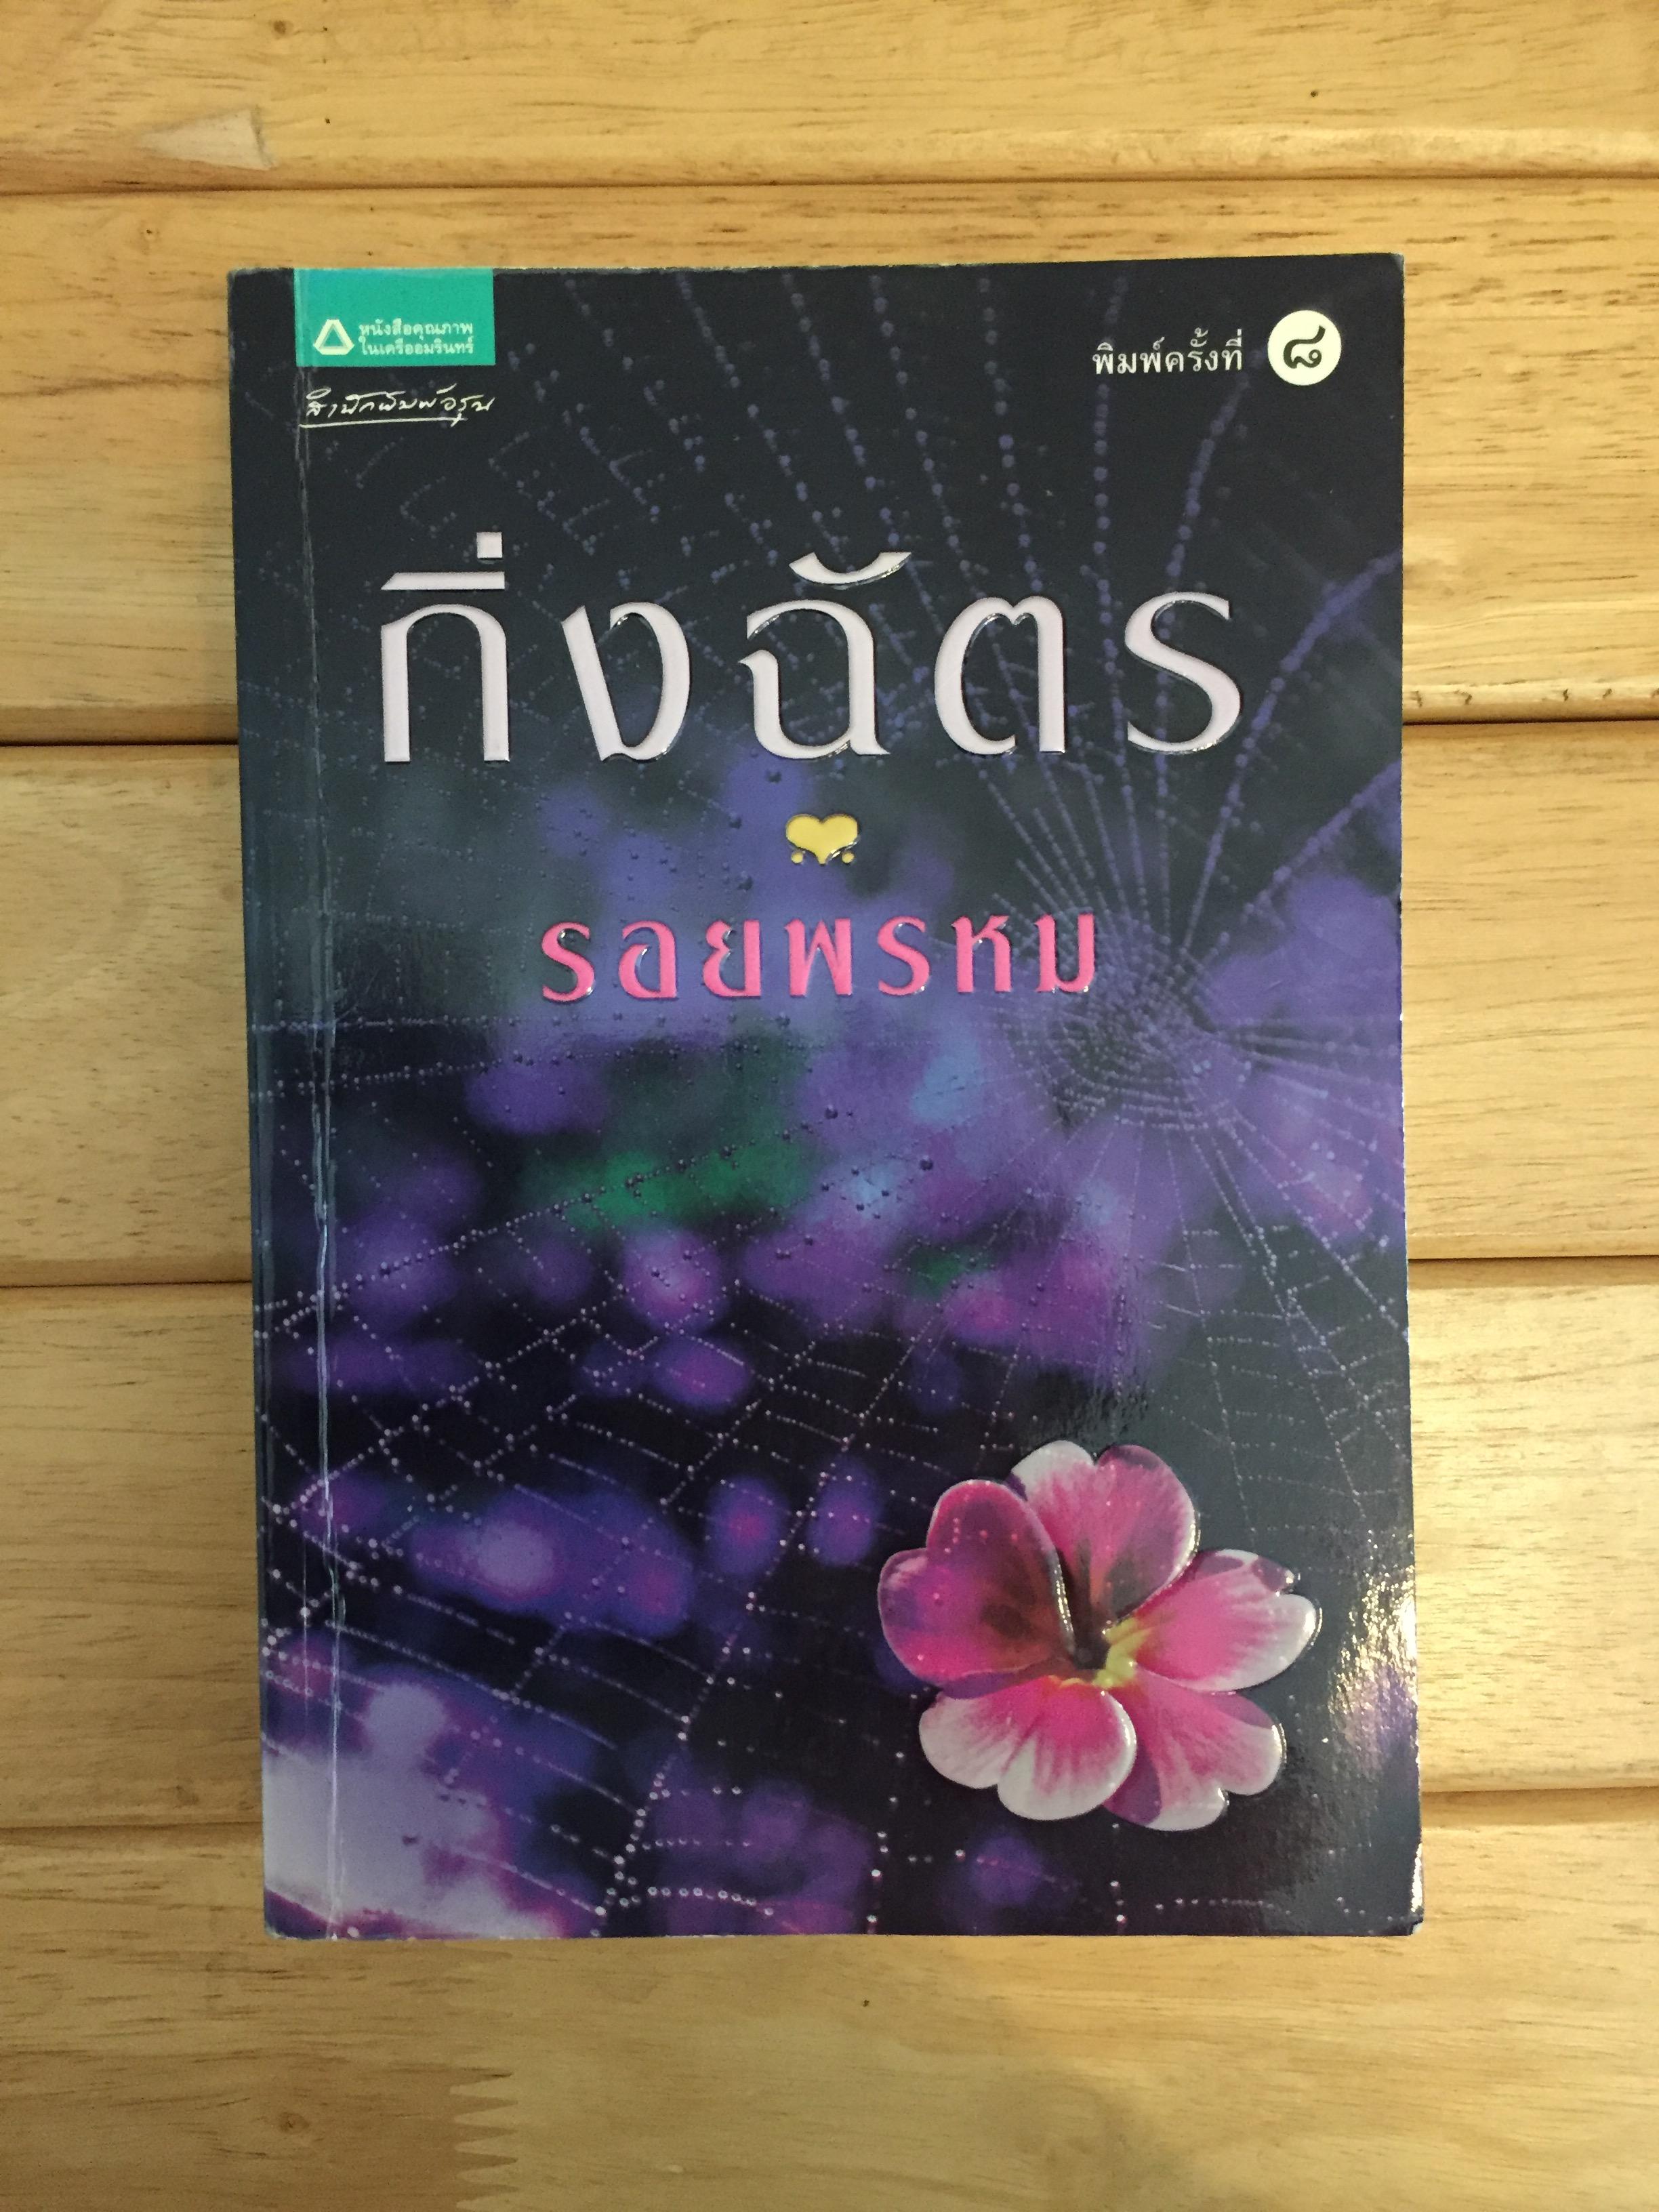 หนังสือคุณภาพ
ในเครืออมรินทร์
สำนักพิมพ์อรุณ
พิมพ์ครั้งที่ ๘
กิ่งฉัตร
รอยพรหม